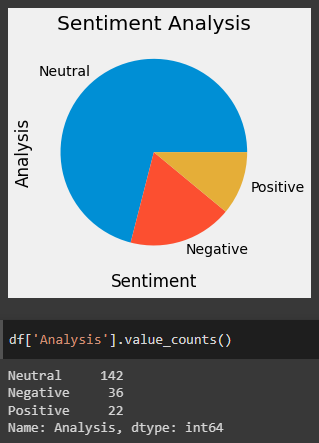 Sentiment Analysis
Neutral
Analysis
Positive
Negative
Sentiment
df['Analysis'].value_counts()
Neutral     142
Negative     36
Positive     22
Name: Analysis, dtype: int64